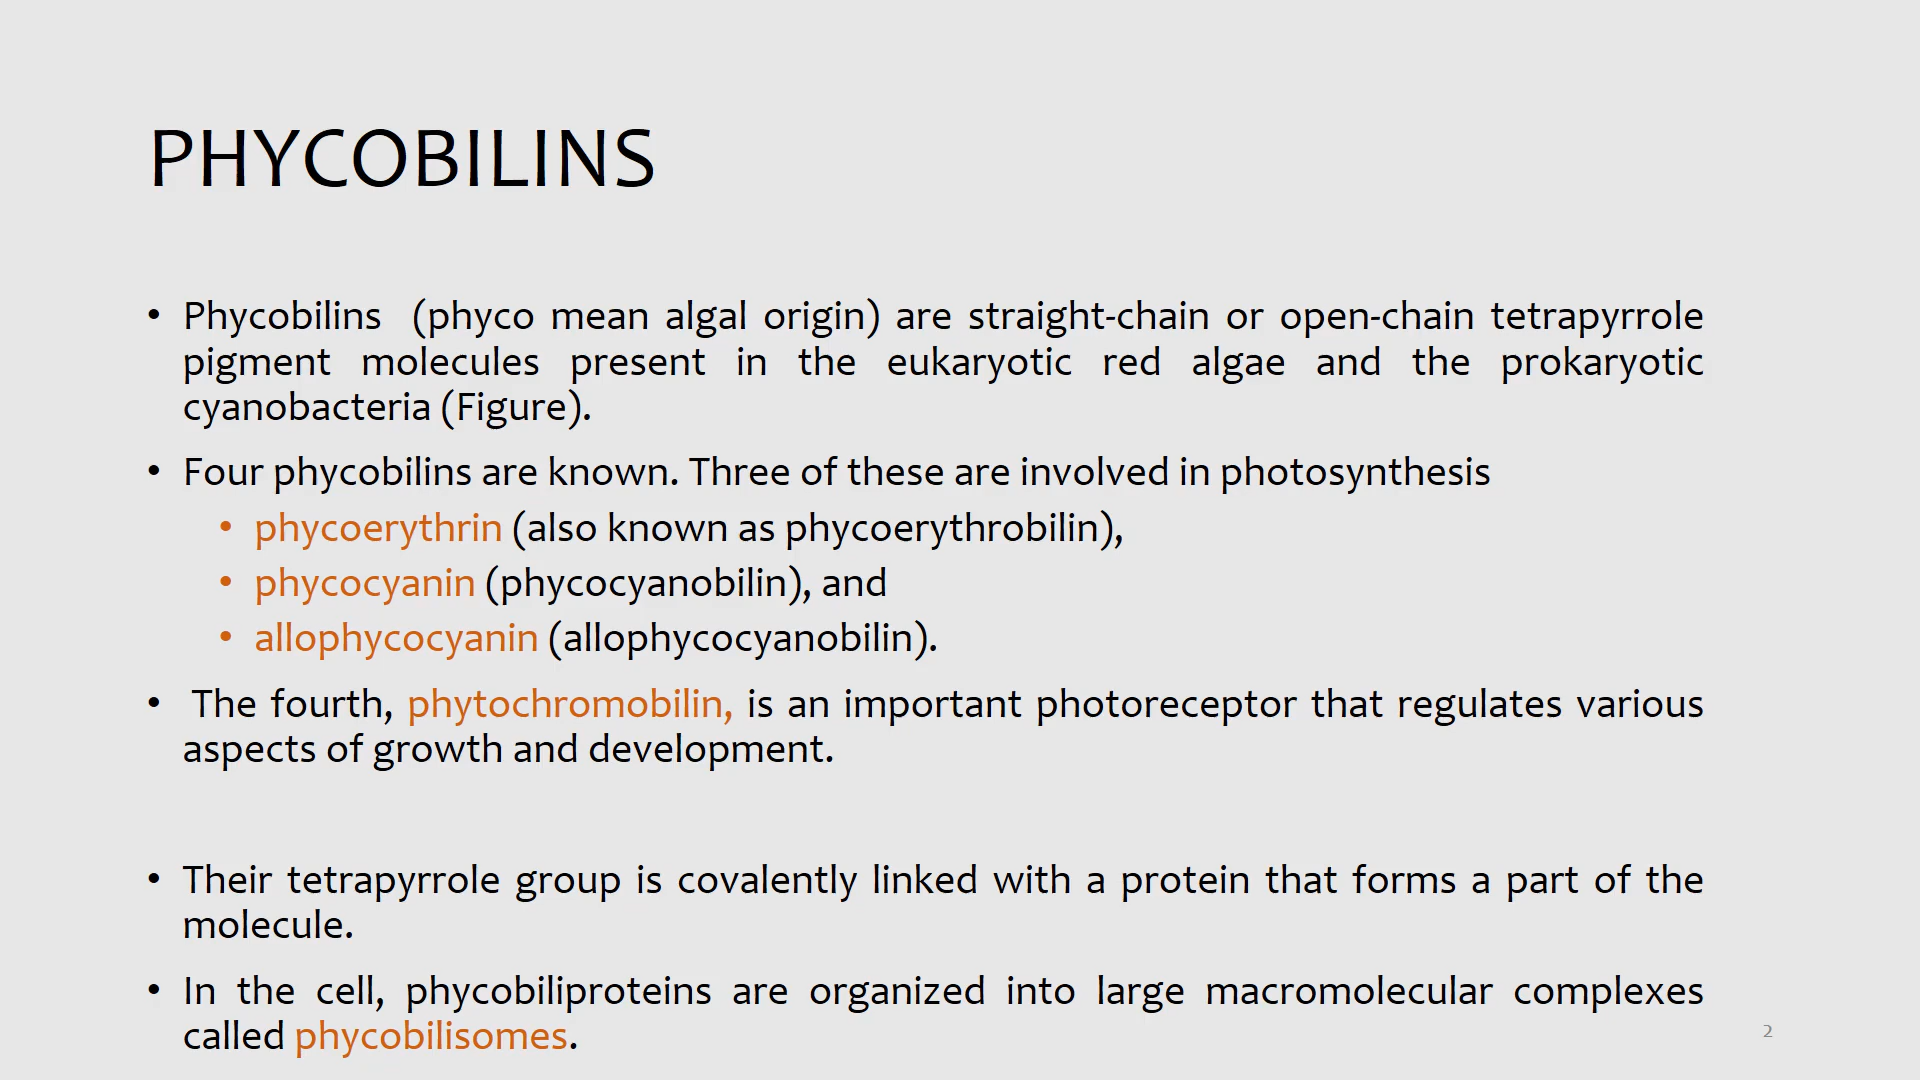 PHYCOBILINS
• Phycobilins (phyco mean algal origin) are straight-chain or open-chain tetrapyrrole
pigment molecules present in the eukaryotic red algae and the prokaryotic
cyanobacteria (Figure).
• Four phycobilins are known. Three of these are involved in photosynthesis
• phycoerythrin (also known as phycoerythrobilin),
• phycocyanin (phycocyanobilin), and
• allophycocyanin (allophycocyanobilin).
• The fourth, phytochromobilin, is an important photoreceptor that regulates various
aspects of growth and development.
• Their tetrapyrrole group is covalently linked with a protein that forms a part of the
molecule.
• In the cell, phycobiliproteins are organized into large macromolecular complexes
called phycobilisomes.
2